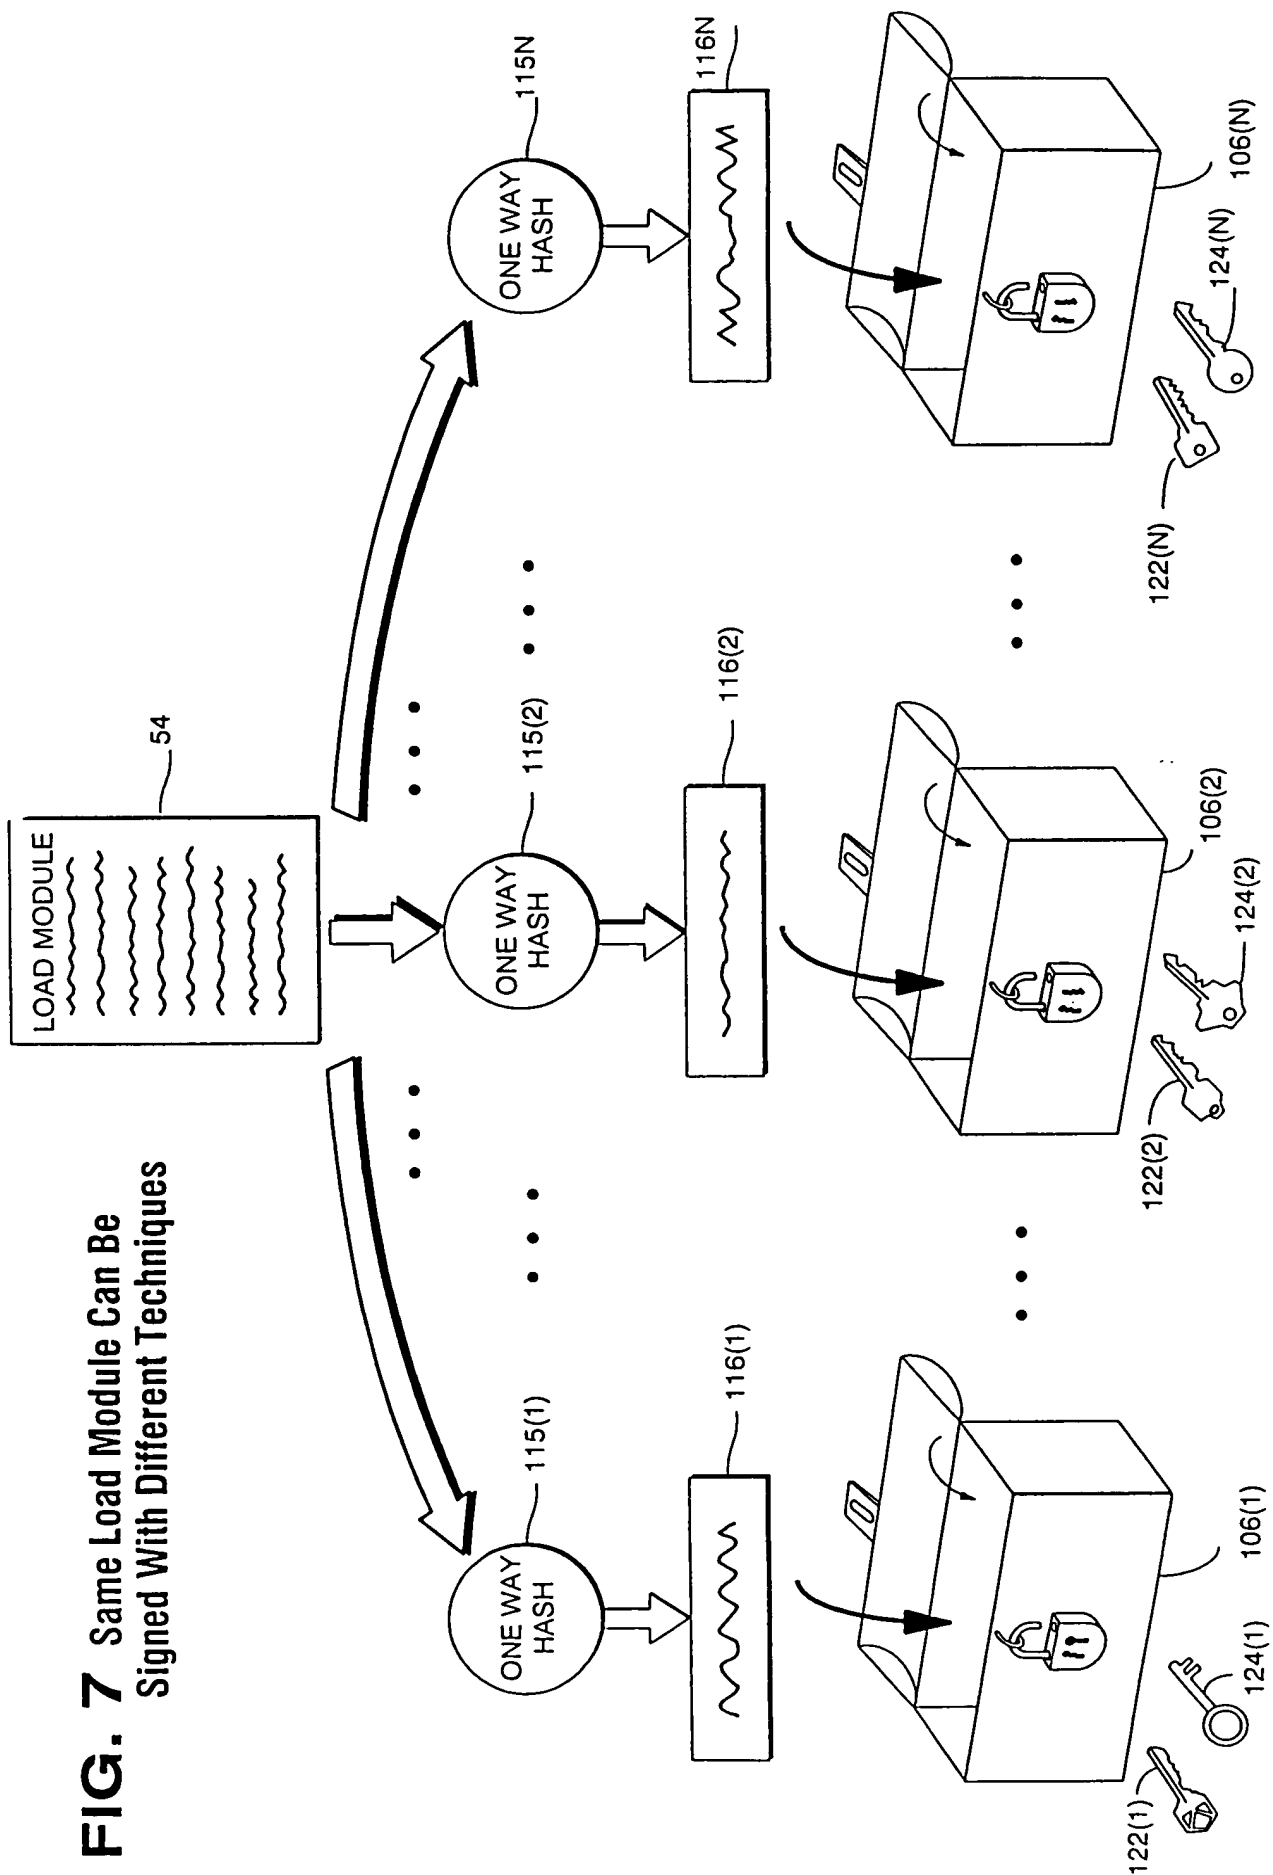 FIG. 7 Same Load Module Can Be
Signed With Different Techniques
LOAD MODULE
54
ONE WAY
HASH
115(1)
ONE WAY
HASH
115(2)
ONE WAY
HASH
115N
116(1)
116(2)
116N
122(1)
124(1)
106(1)
122(2)
124(2)
106(2)
122(N)
124(N)
106(N)